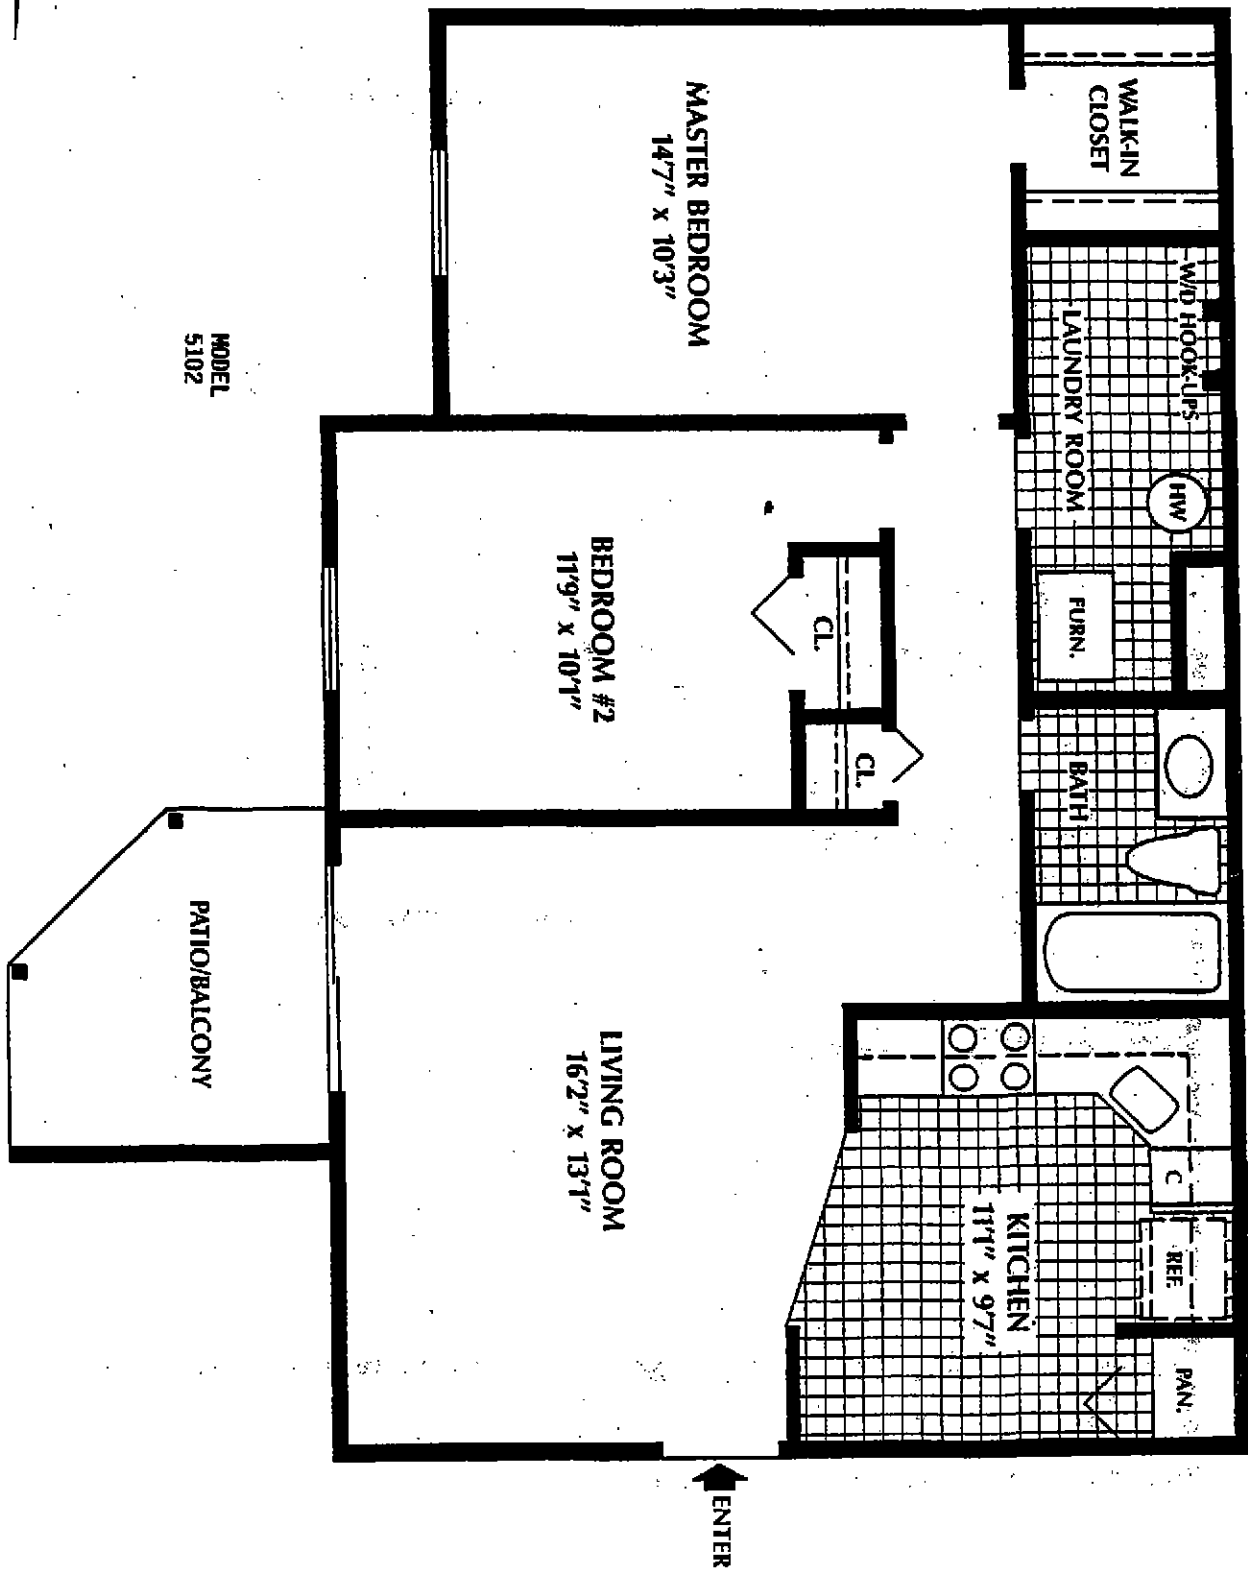 WALK-IN
CLOSET
MASTER BEDROOM
14'7" x 10'3"
W/D HOOK-UPS
LAUNDRY ROOM
HW
FURN.
MODEL
5102
BEDROOM #2
11'9" x 10'1"
CL.
CL.
BATH
PATIO/BALCONY
LIVING ROOM
16'2" x 13'1"
KITCHEN
11'1" x 9'7"
C
REF.
PAN.
ENTER